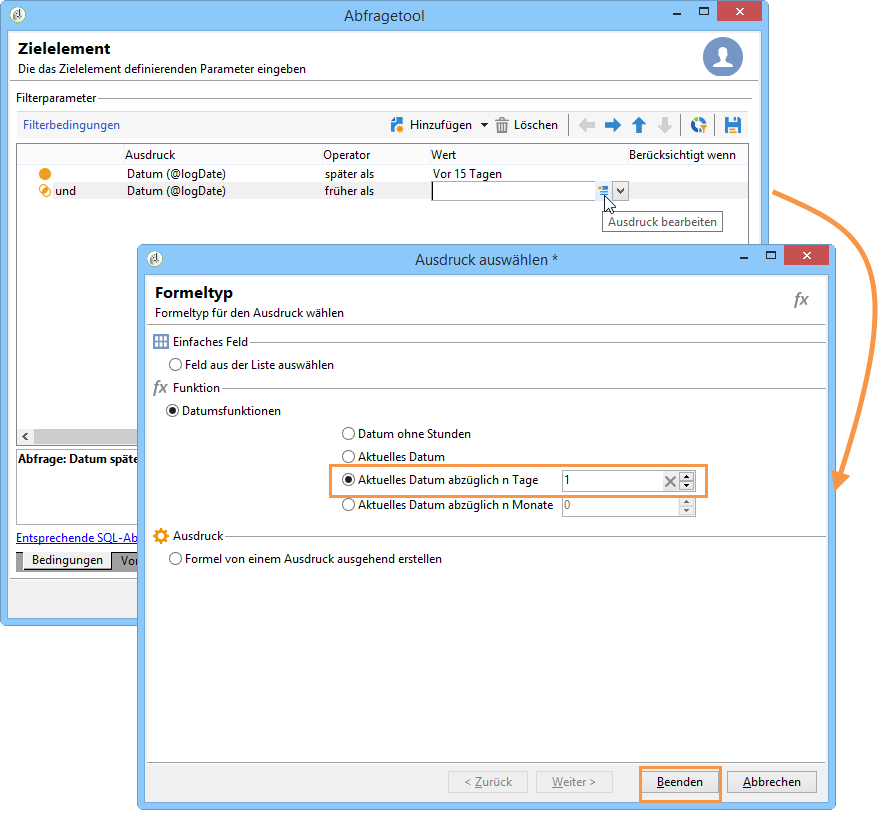 Abfragetool
Zielelement
Die das Zielelement definierenden Parameter eingeben
Filterparameter
Filterbedingungen Hinzufügen Löschen
Ausdruck Operator Wert Berücksichtigt wenn
Datum (@logDate) später als Vor 15 Tagen
und Datum (@logDate) früher als
Ausdruck bearbeiten
Abfrage: Datum späte
Entsprechende SQL-Ab
Bedingungen Vor
Ausdruck auswählen *
Formeltyp
Formeltyp für den Ausdruck wählen
fx
Einfaches Feld
Feld aus der Liste auswählen
fx Funktion
Datumsfunktionen
Datum ohne Stunden
Aktuelles Datum
Aktuelles Datum abzüglich n Tage 1
Aktuelles Datum abzüglich n Monate 0
Ausdruck
Formel von einem Ausdruck ausgehend erstellen
< Zurück Weiter > Beenden Abbrechen